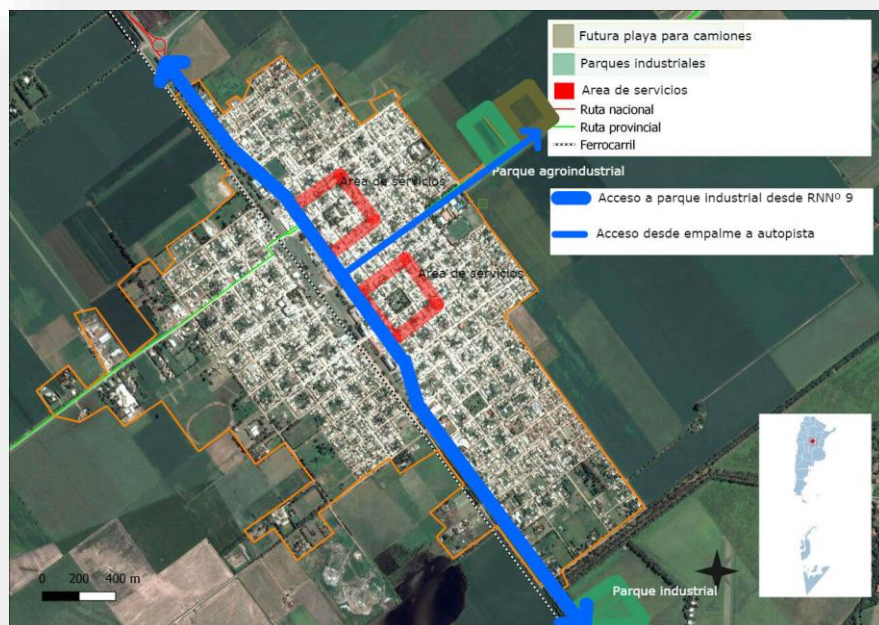 Futura playa para camiones
Parques industriales
Area de servicios
Ruta nacional
Ruta provincial
Ferrocarril
Parque agroindustrial
Area de servicios
Acceso a parque industrial desde RNNº 9
Acceso desde empalme a autopista
Area de servicios
0 200 400 m
Parque industrial